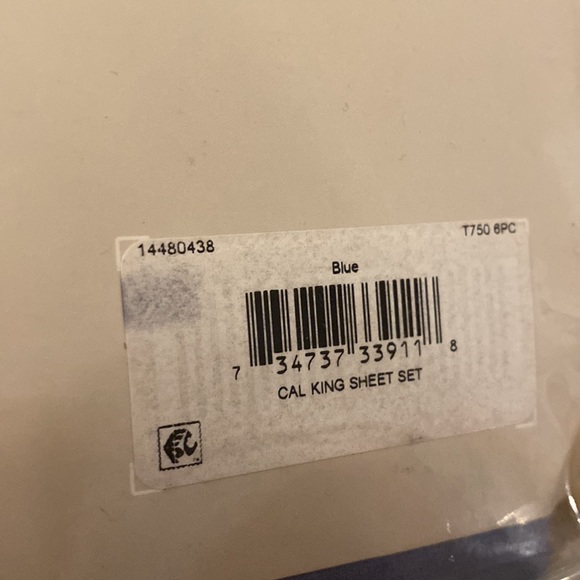 14480438
T750 6PC
Blue
7 34737 33911 8
CAL KING SHEET SET